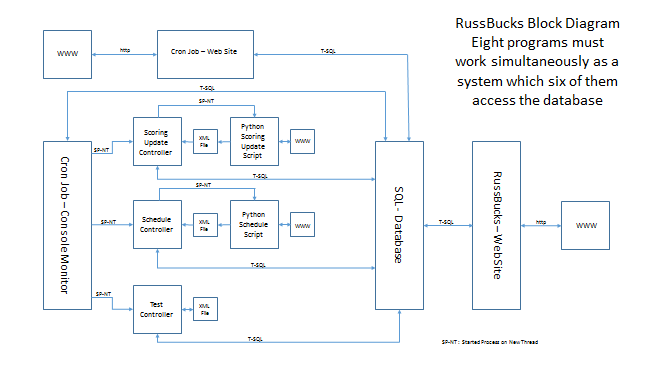 RussBucks Block Diagram
Eight programs must
work simultaneously as a
system which six of them
access the database
WWW
http
Cron Job – Web Site
T-SQL
T-SQL
SP-NT
Scoring
Update
Controller
XML
File
Python
Scoring
Update
Script
WWW
SP-NT
T-SQL
SP-NT
Cron Job – Console Monitor
SP-NT
Schedule
Controller
XML
File
Python
Schedule
Script
WWW
SQL - Database
T-SQL
RussBucks – WebSite
http
WWW
T-SQL
SP-NT
Test
Controller
XML
File
T-SQL
SP-NT : Started Process on New Thread